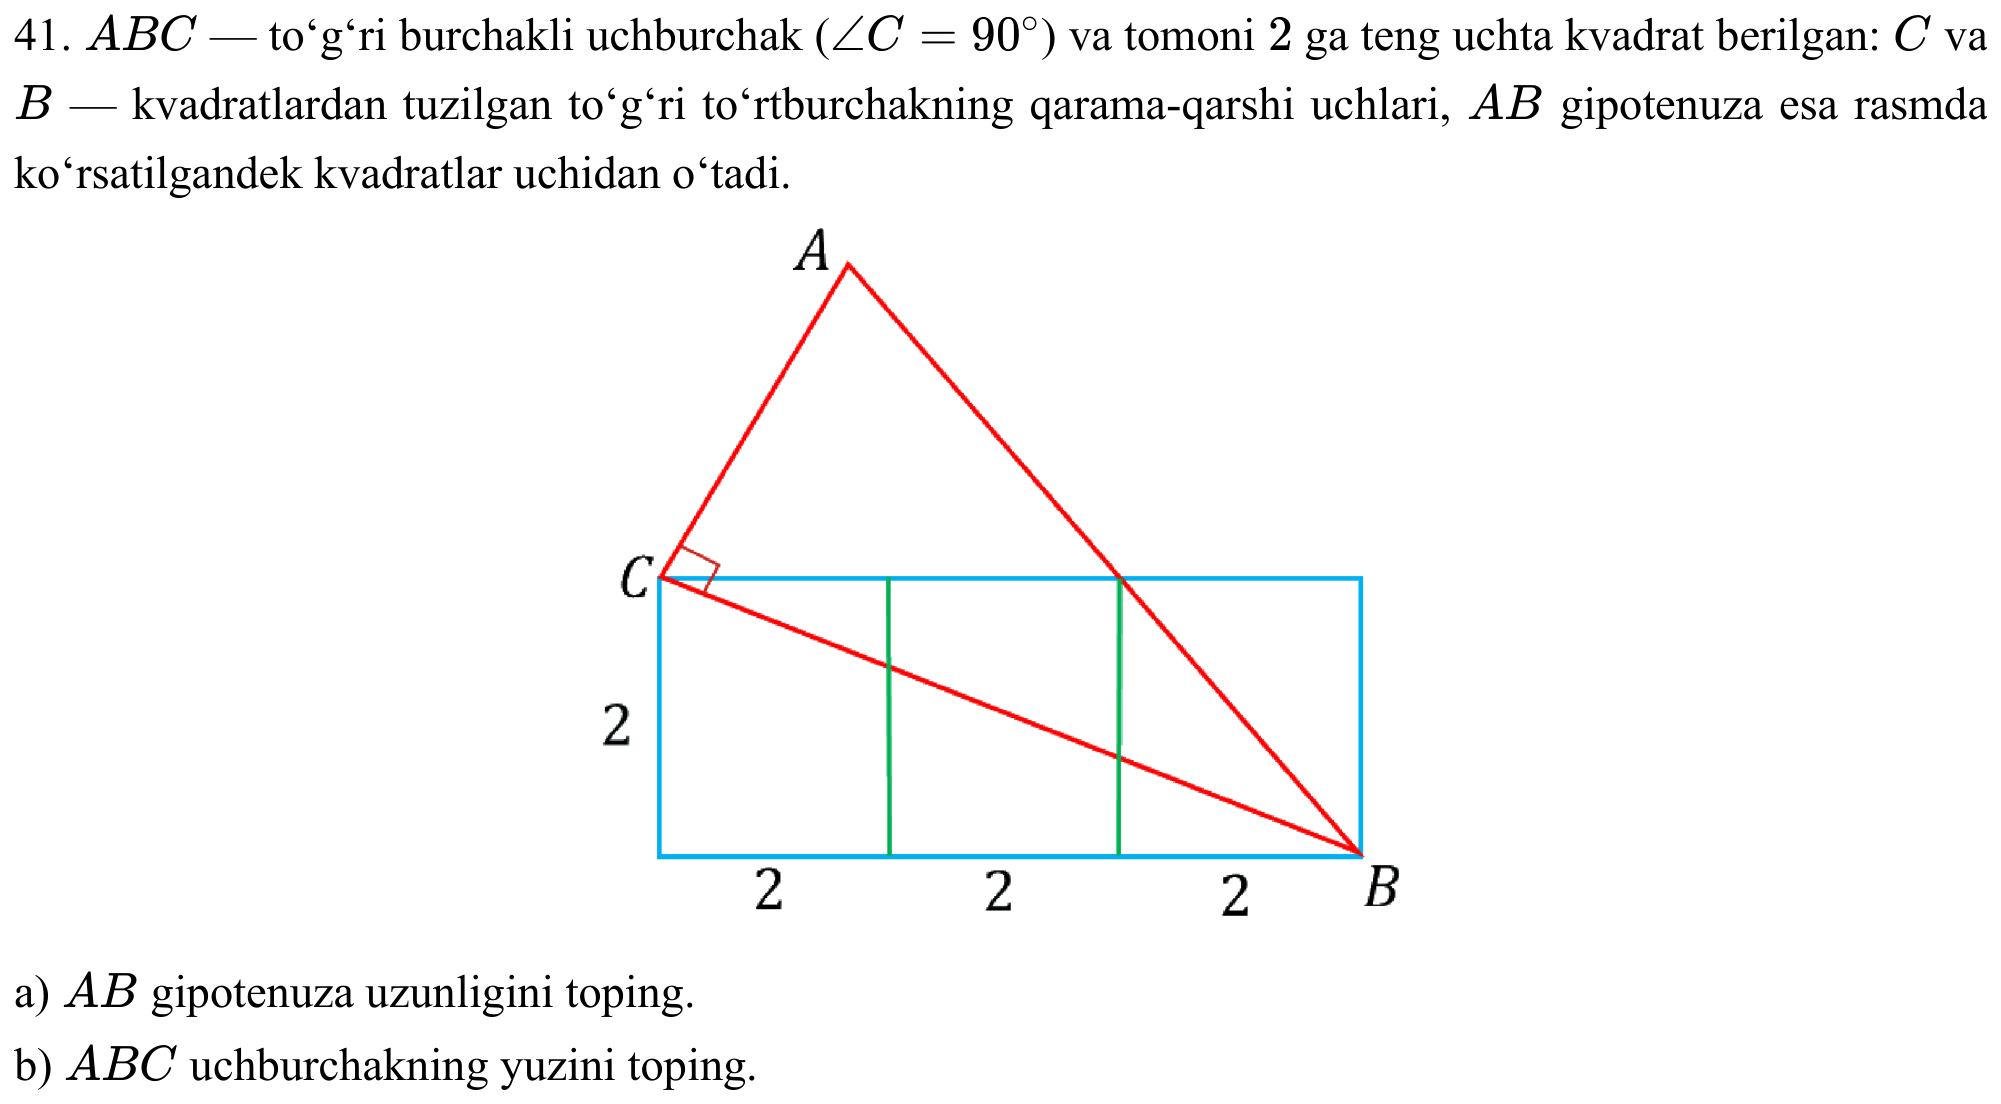 41. ABC — to‘g‘ri burchakli uchburchak (∠C = 90°) va tomoni 2 ga teng uchta kvadrat berilgan: C va
B — kvadratlardan tuzilgan to‘g‘ri to‘rtburchakning qarama-qarshi uchlari, AB gipotenuza esa rasmda
ko‘rsatilgandek kvadratlar uchidan o‘tadi.
A
C
2
2 2 2 B
a) AB gipotenuza uzunligini toping.
b) ABC uchburchakning yuzini toping.